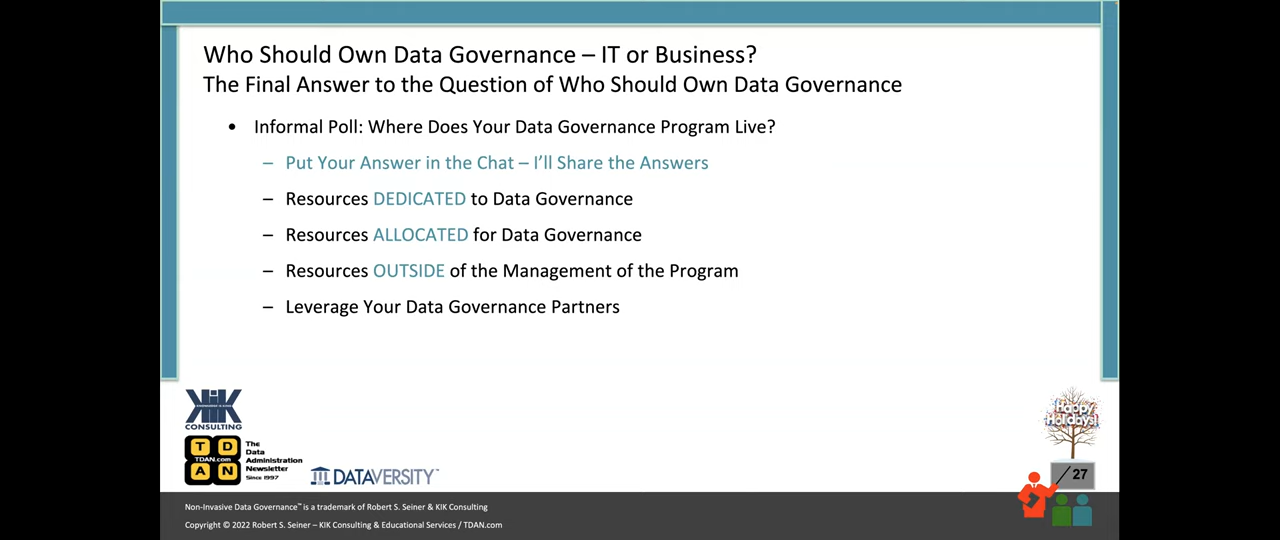 Who Should Own Data Governance – IT or Business?
The Final Answer to the Question of Who Should Own Data Governance
• Informal Poll: Where Does Your Data Governance Program Live?
– Put Your Answer in the Chat – I'll Share the Answers
– Resources DEDICATED to Data Governance
– Resources ALLOCATED for Data Governance
– Resources OUTSIDE of the Management of the Program
– Leverage Your Data Governance Partners
KIK
CONSULTING
T D
TDAN.com
A N
The
Data
Administration
Newsletter
Since 1997
DATAVERSITY™
Happy
Holidays!
/ 27
Non-Invasive Data Governance™ is a trademark of Robert S. Seiner & KIK Consulting
Copyright © 2022 Robert S. Seiner – KIK Consulting & Educational Services / TDAN.com